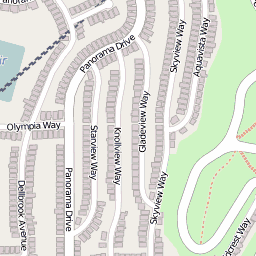 Panorama
Panorama Drive
Skyview Way
Aquavista Way
Olympia Way
Starview Way
Knollview Way
Gladeview Way
Dellbrook Avenue
Panorama Drive
Skyview Way